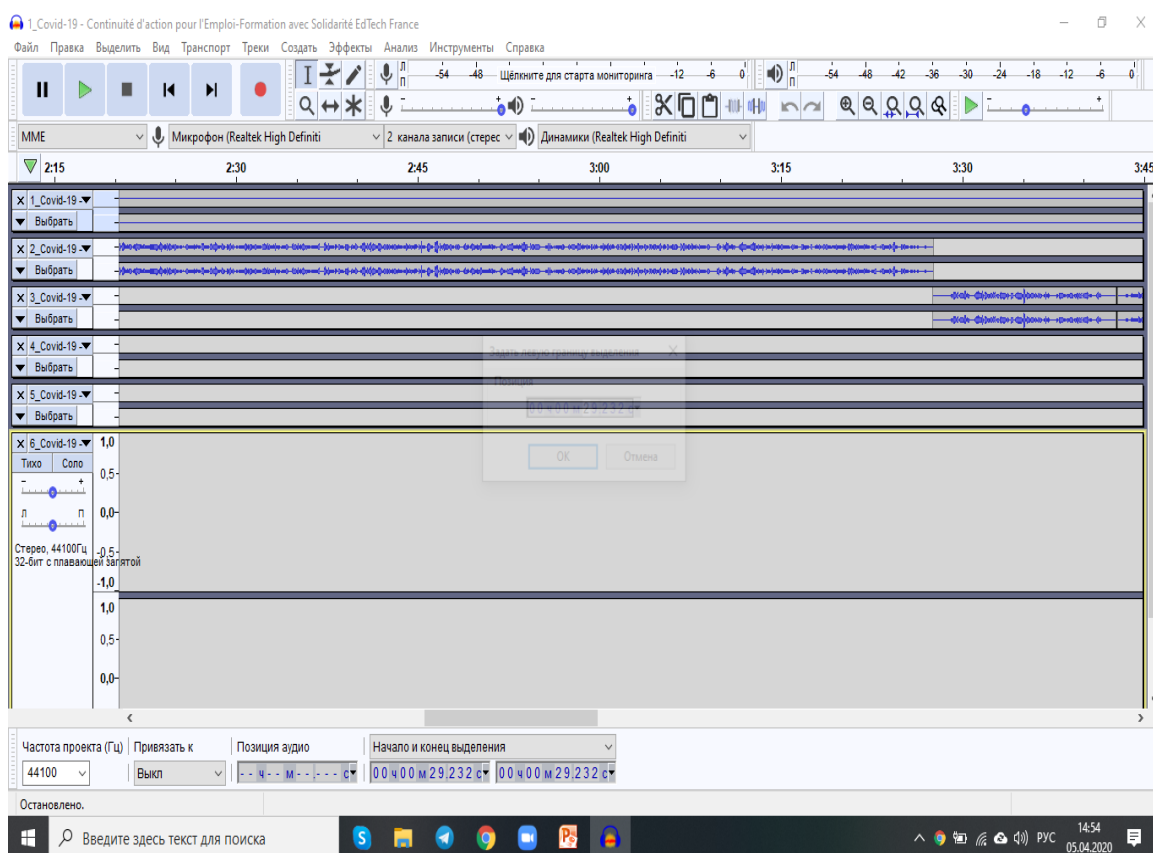 1_Covid-19 - Continuité d'action pour l'Emploi-Formation avec Solidarité EdTech France
Файл Правка Выделить Вид Транспорт Треки Создать Эффекты Анализ Инструменты Справка
Л П -54 -48 Щёлкните для старта мониторинга -12 -6 0 Л П -54 -48 -42 -36 -30 -24 -18 -12 -6 0
- + - + - +
MME Микрофон (Realtek High Definiti 2 канала записи (стерес Динамики (Realtek High Definiti
2:15 2:30 2:45 3:00 3:15 3:30 3:45
X 1_Covid-19 -
Выбрать
X 2_Covid-19 -
Выбрать
X 3_Covid-19 -
Выбрать
X 4_Covid-19 -
Выбрать
X 5_Covid-19 -
Выбрать
Задать левую границу выделения X
Позиция
00 ч 00 м 29.232 с
OK Отмена
X 6_Covid-19 - 1,0
Тихо Соло
- + 0,5-
Л П 0,0-
Стерео, 44100Гц -0,5-
32-бит с плавающей запятой
-1,0
1,0
0,5-
0,0-
Частота проекта (Гц) Привязать к Позиция аудио Начало и конец выделения
44100 Выкл - - ч - - м - - . - - - с 00 ч 00 м 29.232 с 00 ч 00 м 29.232 с
Остановлено.
Введите здесь текст для поиска
РУС 14:54
05.04.2020